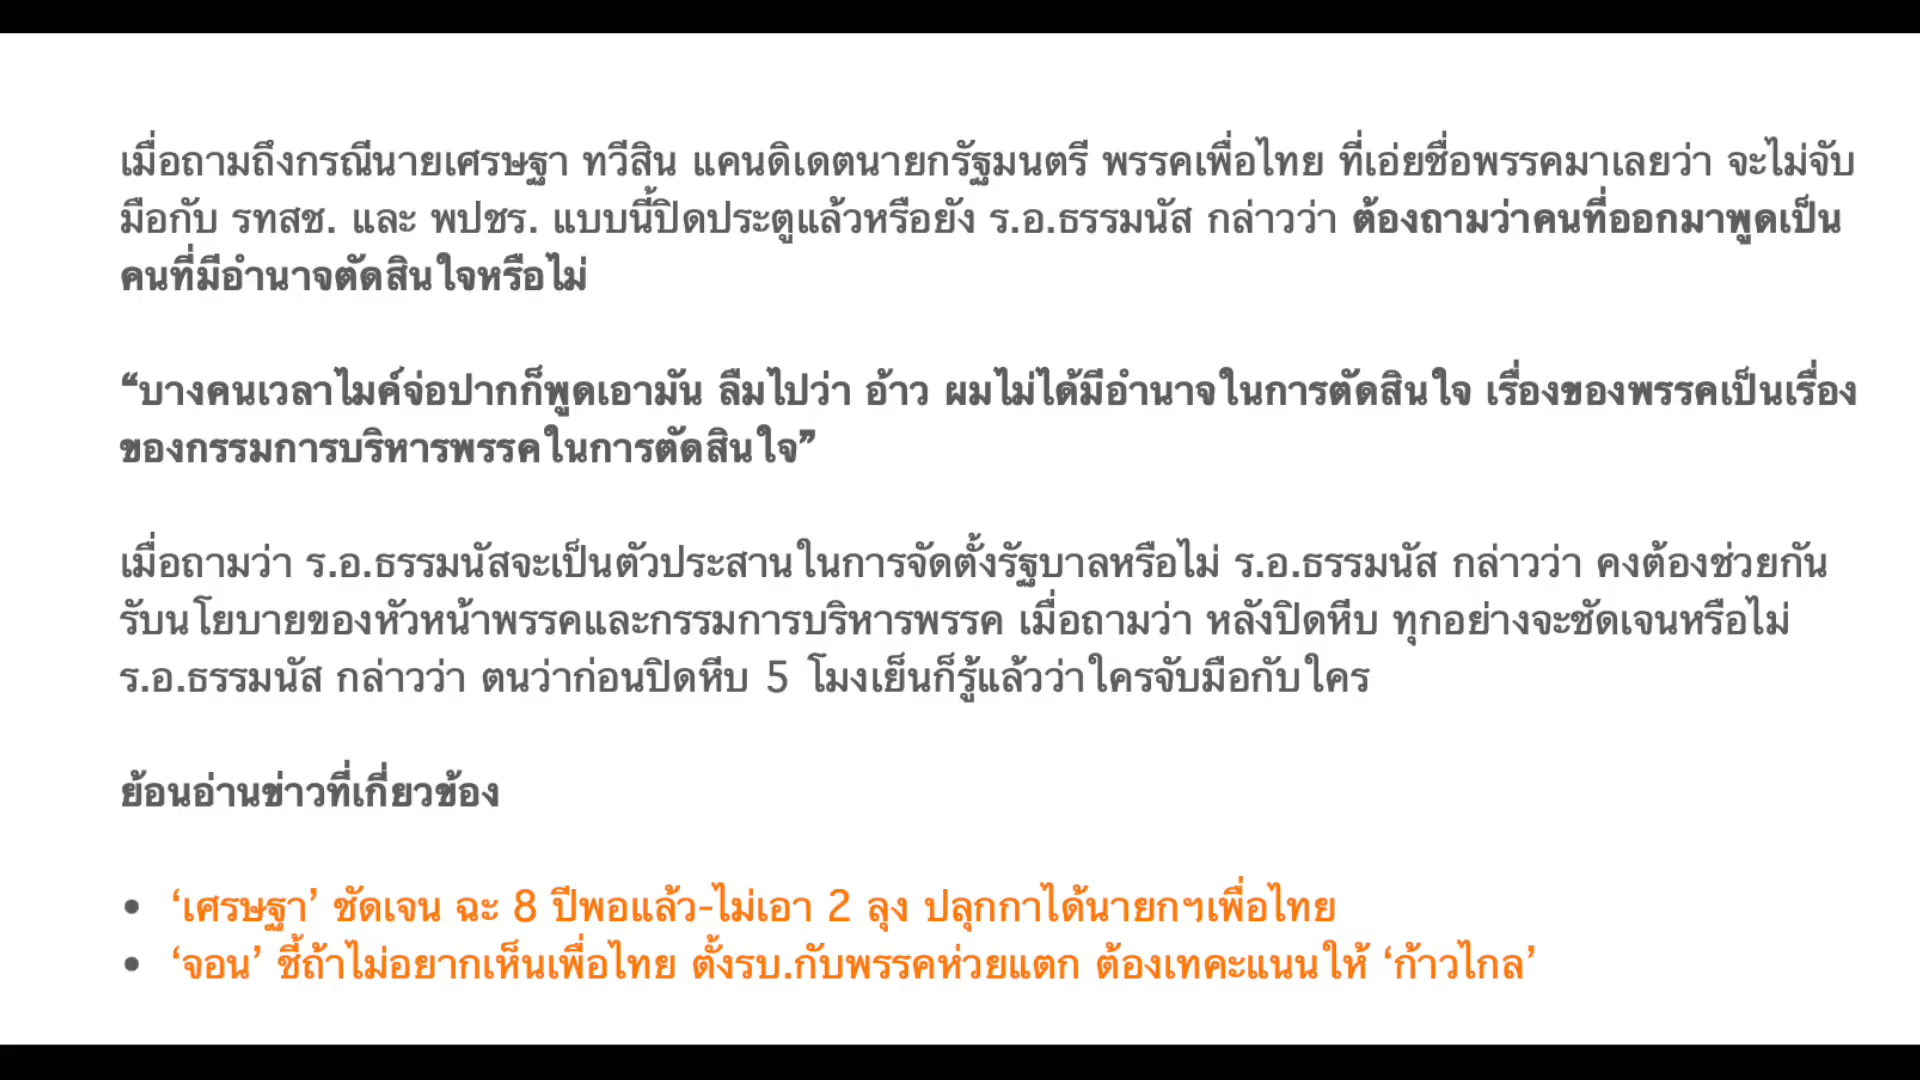 เมื่อถามถึงกรณีนายเศรษฐา ทวีสิน แคนดิเดตนายกรัฐมนตรี พรรคเพื่อไทย ที่เอ่ยชื่อพรรคมาเลยว่า จะไม่จับ
มือกับ รทสช. และ พปชร. แบบนี้ปิดประตูแล้วหรือยัง ร.อ.ธรรมนัส กล่าวว่า ต้องถามว่าคนที่ออกมาพูดเป็น
คนที่มีอำนาจตัดสินใจหรือไม่
“บางคนเวลาไมค์จ่อปากก็พูดเอามัน ลืมไปว่า อ้าว ผมไม่ได้มีอำนาจในการตัดสินใจ เรื่องของพรรคเป็นเรื่อง
ของกรรมการบริหารพรรคในการตัดสินใจ”
เมื่อถามว่า ร.อ.ธรรมนัสจะเป็นตัวประสานในการจัดตั้งรัฐบาลหรือไม่ ร.อ.ธรรมนัส กล่าวว่า คงต้องช่วยกัน
รับนโยบายของหัวหน้าพรรคและกรรมการบริหารพรรค เมื่อถามว่า หลังปิดหีบ ทุกอย่างจะชัดเจนหรือไม่
ร.อ.ธรรมนัส กล่าวว่า ตนว่าก่อนปิดหีบ 5 โมงเย็นก็รู้แล้วว่าใครจับมือกับใคร
ย้อนอ่านข่าวที่เกี่ยวข้อง
• ‘เศรษฐา’ ชัดเจน ฉะ 8 ปีพอแล้ว-ไม่เอา 2 ลุง ปลุกกาได้นายกฯเพื่อไทย
• ‘จอน’ ชี้ถ้าไม่อยากเห็นเพื่อไทย ตั้งรบ.กับพรรคห่วยแตก ต้องเทคะแนนให้ ‘ก้าวไกล’